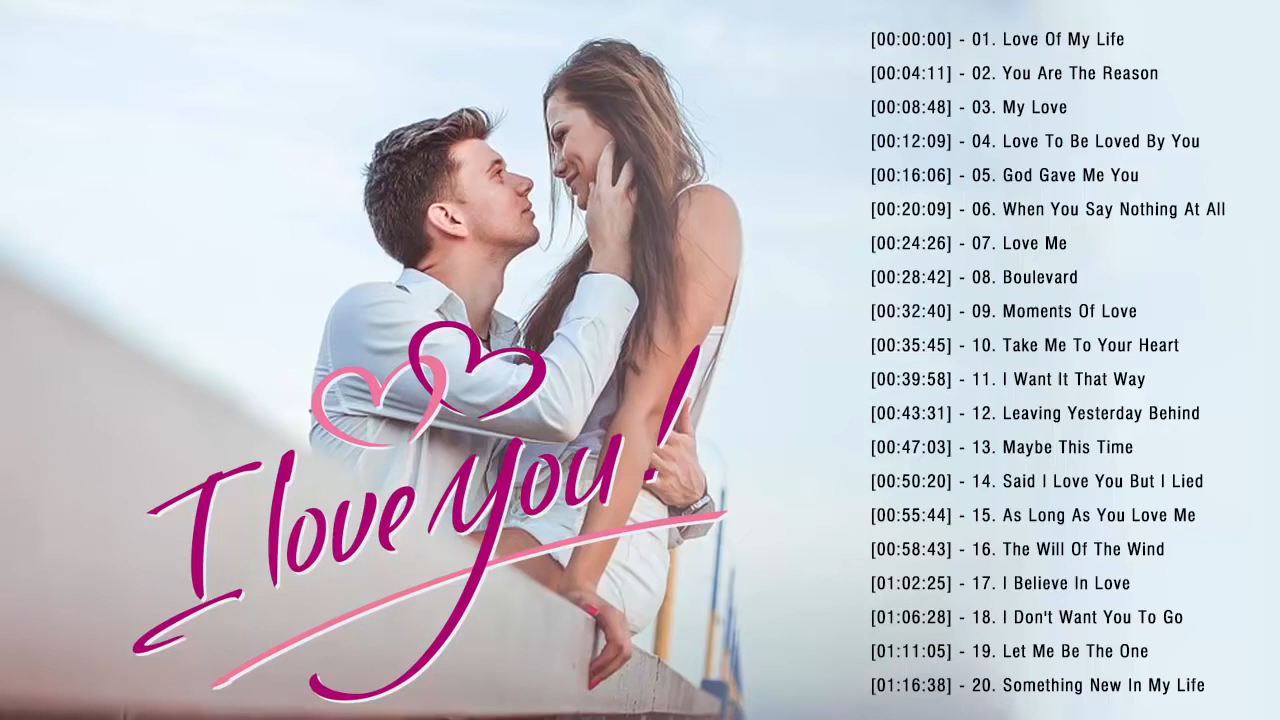 I love you!
[00:00:00] - 01. Love Of My Life
[00:04:11] - 02. You Are The Reason
[00:08:48] - 03. My Love
[00:12:09] - 04. Love To Be Loved By You
[00:16:06] - 05. God Gave Me You
[00:20:09] - 06. When You Say Nothing At All
[00:24:26] - 07. Love Me
[00:28:42] - 08. Boulevard
[00:32:40] - 09. Moments Of Love
[00:35:45] - 10. Take Me To Your Heart
[00:39:58] - 11. I Want It That Way
[00:43:31] - 12. Leaving Yesterday Behind
[00:47:03] - 13. Maybe This Time
[00:50:20] - 14. Said I Love You But I Lied
[00:55:44] - 15. As Long As You Love Me
[00:58:43] - 16. The Will Of The Wind
[01:02:25] - 17. I Believe In Love
[01:06:28] - 18. I Don't Want You To Go
[01:11:05] - 19. Let Me Be The One
[01:16:38] - 20. Something New In My Life